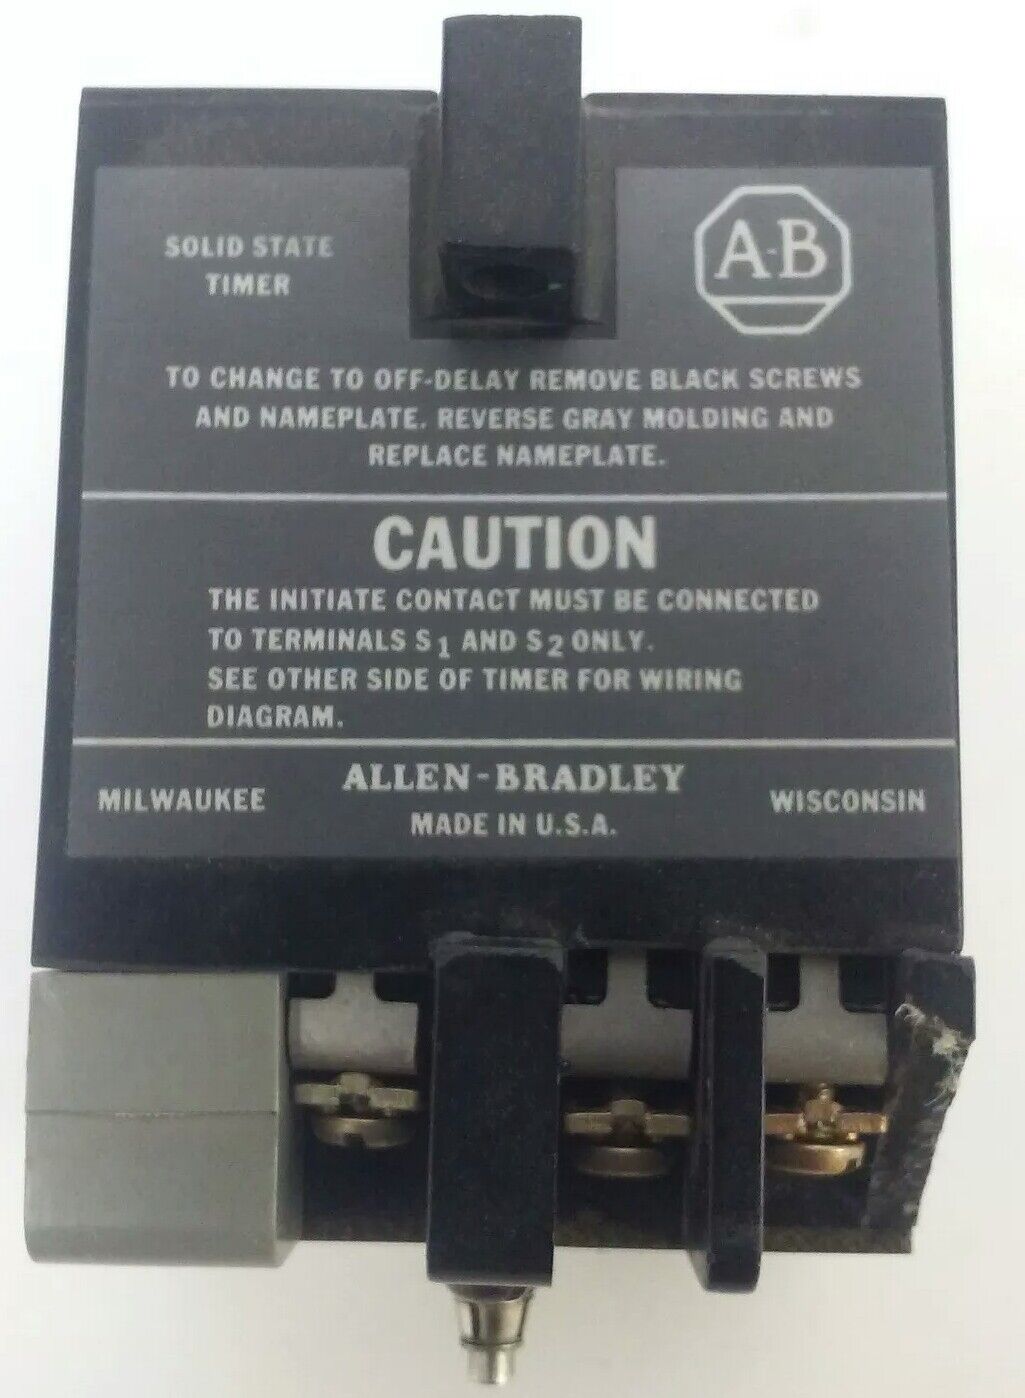 SOLID STATE
TIMER
A-B
TO CHANGE TO OFF-DELAY REMOVE BLACK SCREWS
AND NAMEPLATE. REVERSE GRAY MOLDING AND
REPLACE NAMEPLATE.
CAUTION
THE INITIATE CONTACT MUST BE CONNECTED
TO TERMINALS S1 AND S2 ONLY.
SEE OTHER SIDE OF TIMER FOR WIRING
DIAGRAM.
ALLEN-BRADLEY
MILWAUKEE WISCONSIN
MADE IN U.S.A.